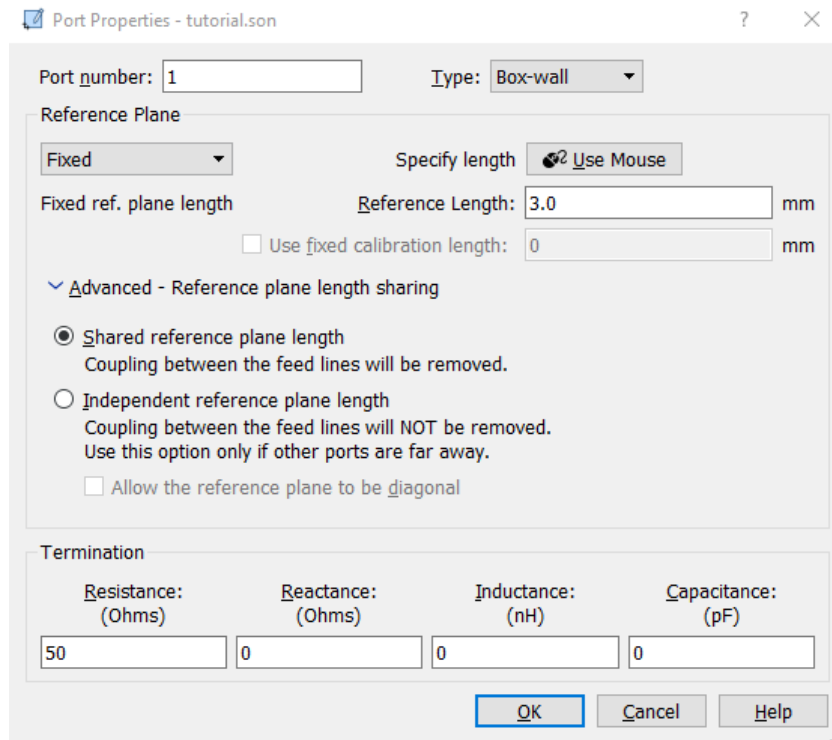 Port Properties - tutorial.son ?
Port number: 1 Type: Box-wall
Reference Plane
Fixed Specify length Use Mouse
Fixed ref. plane length Reference Length: 3.0 mm
Use fixed calibration length: 0 mm
Advanced - Reference plane length sharing
Shared reference plane length
Coupling between the feed lines will be removed.
Independent reference plane length
Coupling between the feed lines will NOT be removed.
Use this option only if other ports are far away.
Allow the reference plane to be diagonal
Termination
Resistance: Reactance: Inductance: Capacitance:
(Ohms) (Ohms) (nH) (pF)
50 0 0 0
OK Cancel Help